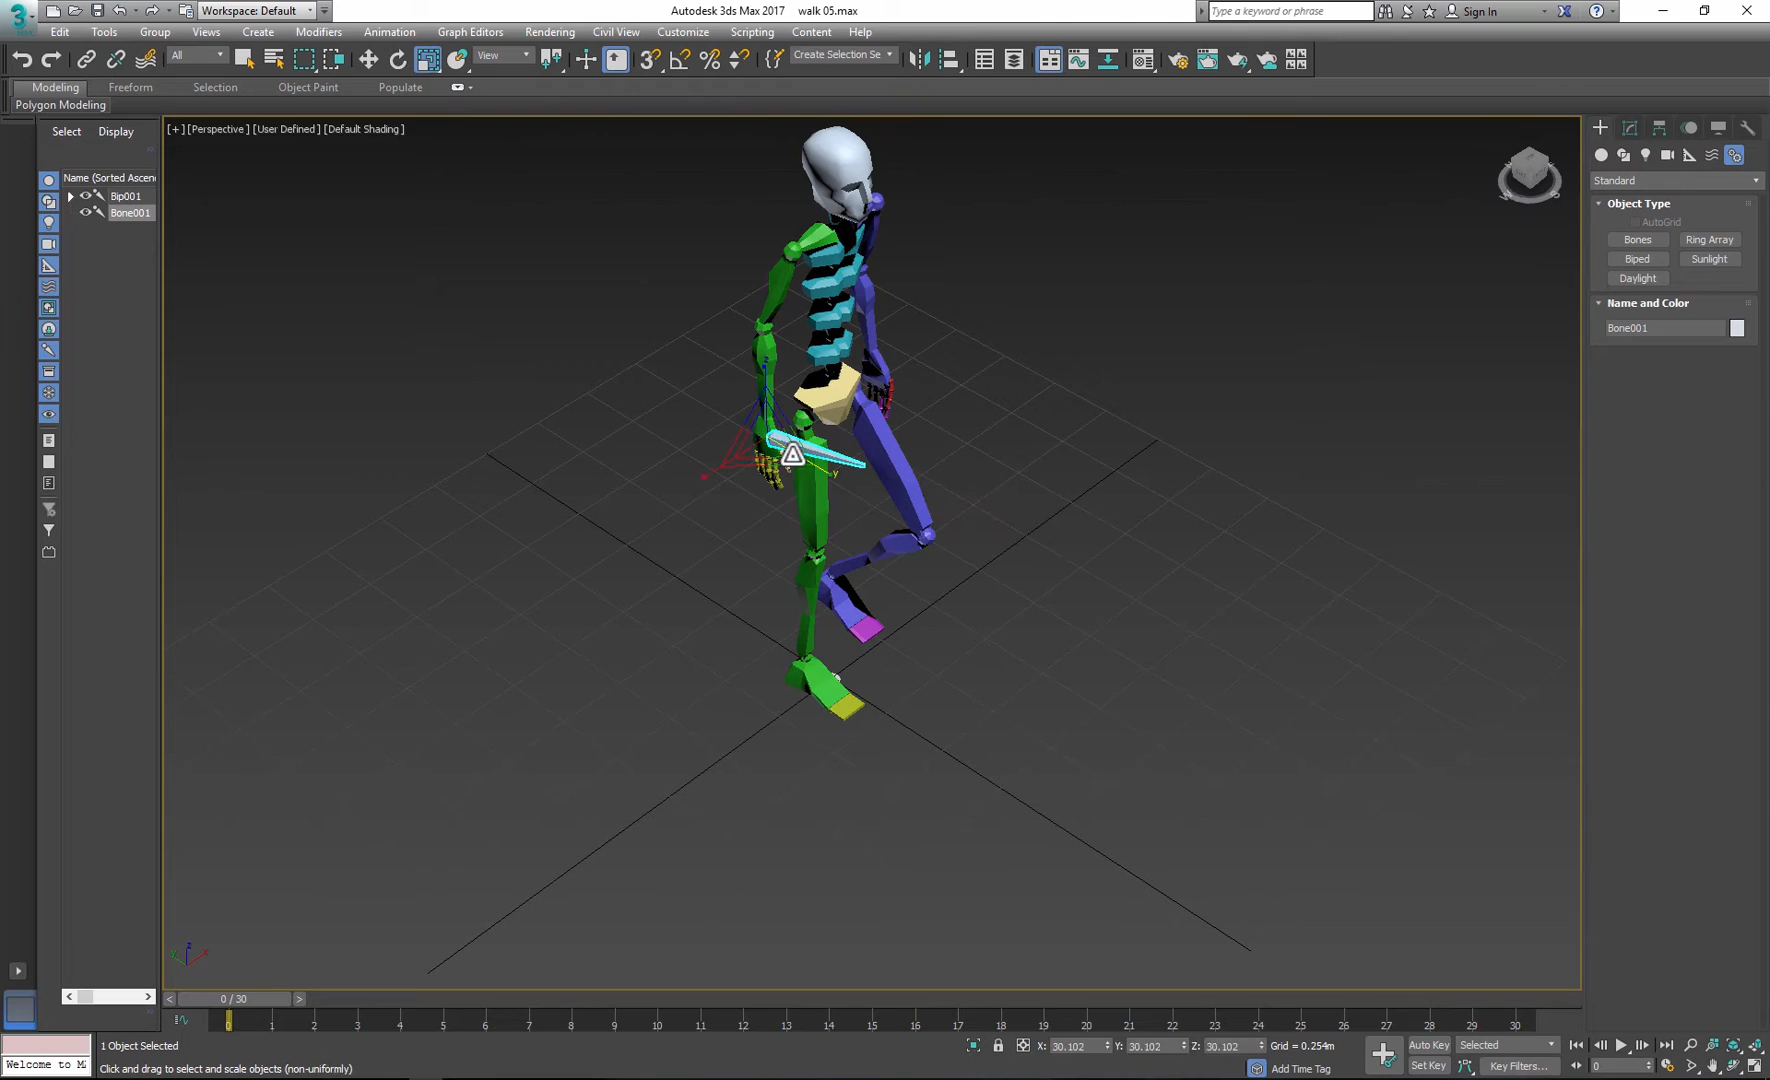 Workspace: Default
Autodesk 3ds Max 2017 walk 05.max
Type a keyword or phrase
Sign In
MAX
Edit Tools Group Views Create Modifiers Animation Graph Editors Rendering Civil View Customize Scripting Content Help
All
View
Create Selection Se
Modeling Freeform Selection Object Paint Populate
Polygon Modeling
Select Display
[+] [Perspective] [User Defined] [Default Shading]
Name (Sorted Ascen
Bip001
Bone001
Standard
Object Type
AutoGrid
Bones Ring Array
Biped Sunlight
Daylight
Name and Color
Bone001
z
x
y
z
x
y
0 / 30
0 1 2 3 4 5 6 7 8 9 10 11 12 13 14 15 16 17 18 19 20 21 22 23 24 25 26 27 28 29 30
1 Object Selected
X: 30.102 Y: 30.102 Z: 30.102 Grid = 0.254m
Auto Key Selected
Welcome to M
Click and drag to select and scale objects (non-uniformly)
Add Time Tag
Set Key Key Filters...
0